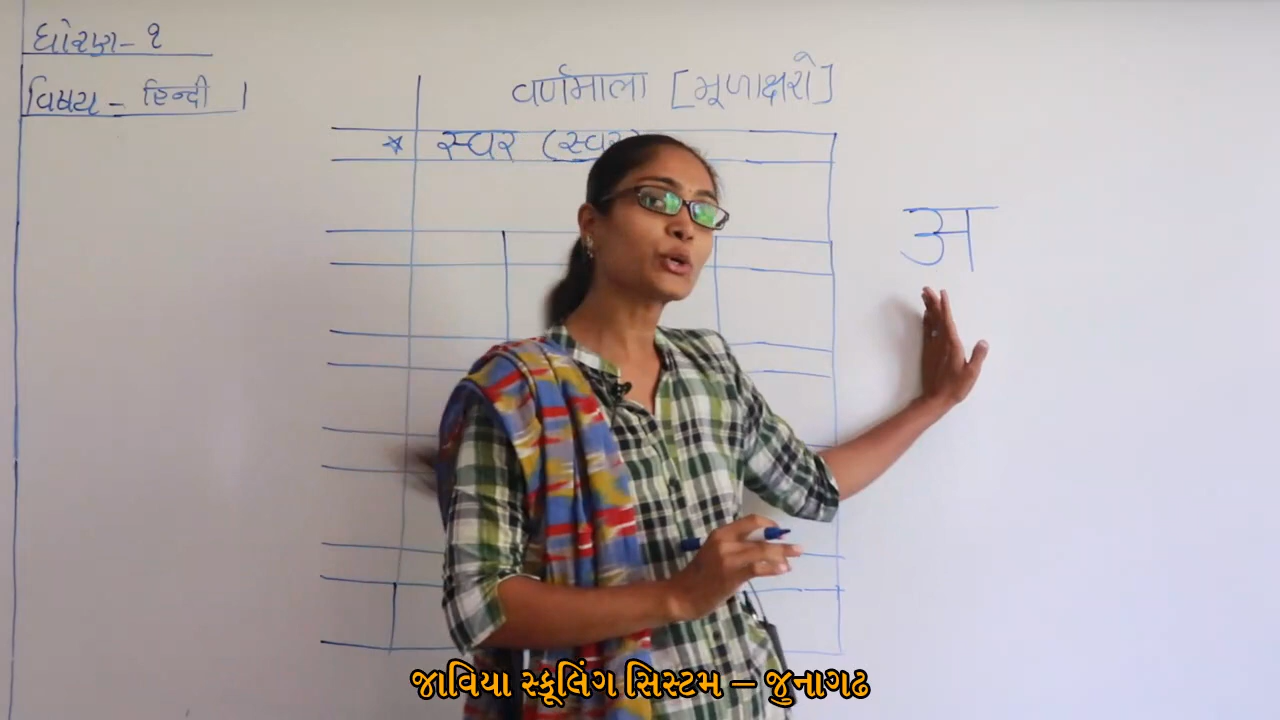 ધોરણ - ૧
વિષય - હિન્દી
વર્ણમાલા [મૂળાક્ષરો]
* સ્વર (સ્વર
अ
જાવિયા સ્કૂલિંગ સિસ્ટમ – જુનાગઢ